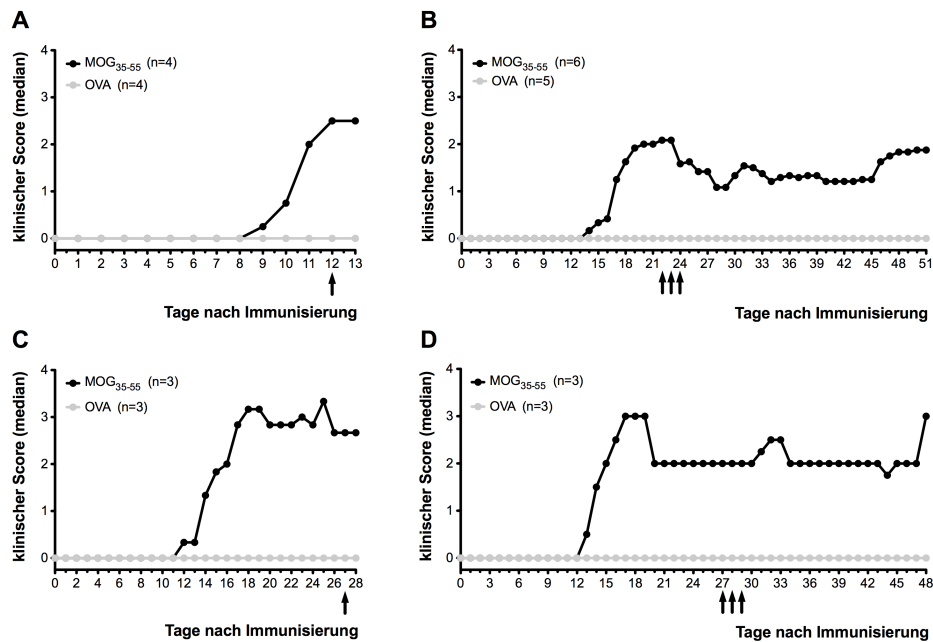 A
klinischer Score (median)
4
3
2
1
0
MOG35-55 (n=4)
OVA (n=4)
0 1 2 3 4 5 6 7 8 9 10 11 12 13
Tage nach Immunisierung
B
klinischer Score (median)
4
3
2
1
0
MOG35-55 (n=6)
OVA (n=5)
0 3 6 9 12 15 18 21 24 27 30 33 36 39 42 45 48 51
Tage nach Immunisierung
C
klinischer Score (median)
4
3
2
1
0
MOG35-55 (n=3)
OVA (n=3)
0 2 4 6 8 10 12 14 16 18 20 22 24 26 28
Tage nach Immunisierung
D
klinischer Score (median)
4
3
2
1
0
MOG35-55 (n=3)
OVA (n=3)
0 3 6 9 12 15 18 21 24 27 30 33 36 39 42 45 48
Tage nach Immunisierung